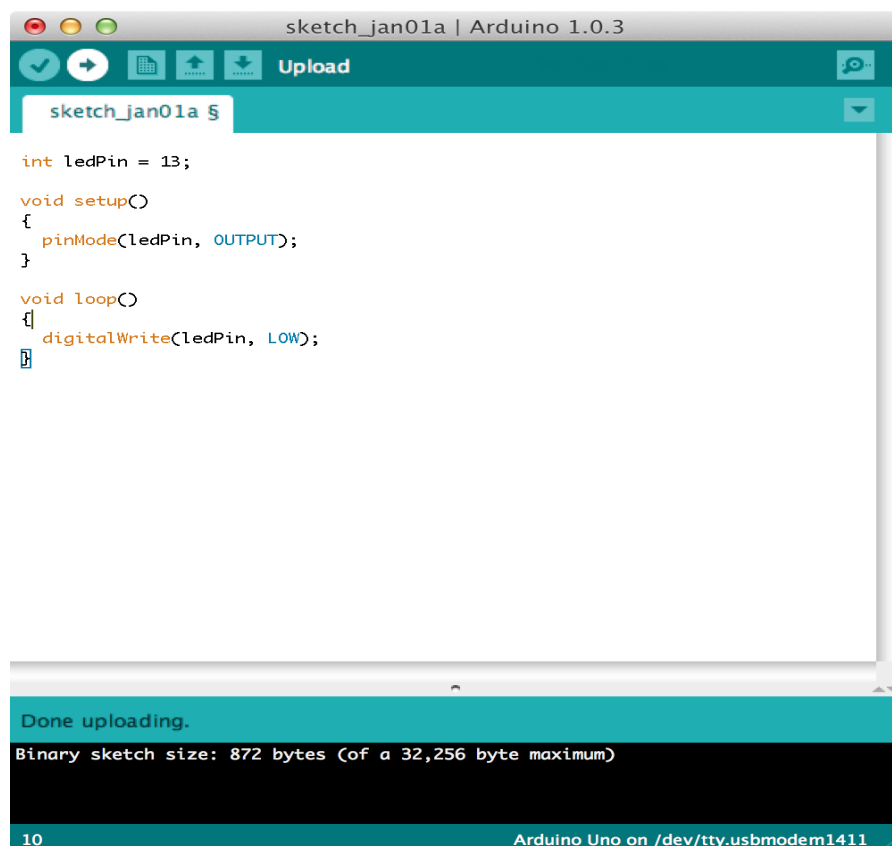 sketch_jan01a | Arduino 1.0.3
Upload
sketch_jan01a §
int ledPin = 13;
void setup()
{
pinMode(ledPin, OUTPUT);
}
void loop()
{
digitalWrite(ledPin, LOW);
}
Done uploading.
Binary sketch size: 872 bytes (of a 32,256 byte maximum)
10 Arduino Uno on /dev/tty.usbmodem1411